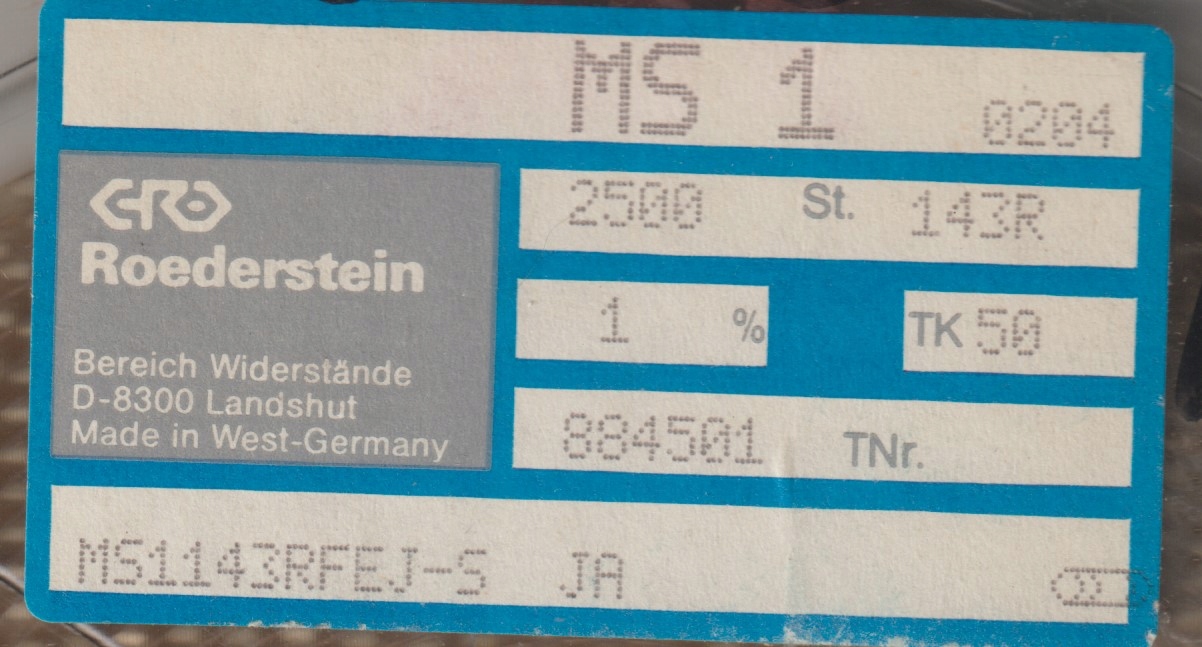 MS 1 0204
ERO
Roederstein
Bereich Widerstände
D-8300 Landshut
Made in West-Germany
2500 St. 143R
1 %
TK 50
884501 TNr.
MS1143RFEJ-S JA